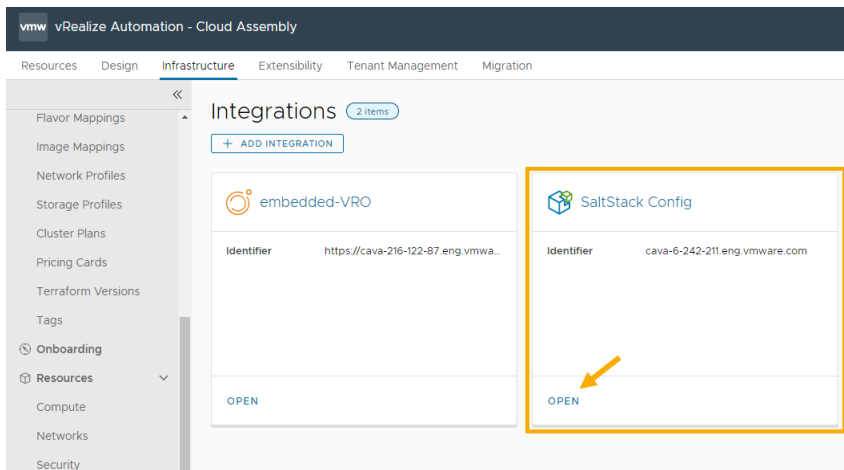 vmw vRealize Automation - Cloud Assembly
Resources Design Infrastructure Extensibility Tenant Management Migration
Flavor Mappings
Image Mappings
Network Profiles
Storage Profiles
Cluster Plans
Pricing Cards
Terraform Versions
Tags
Onboarding
Resources
Compute
Networks
Security
Integrations 2 items
+ ADD INTEGRATION
embedded-VRO
Identifier https://cava-216-122-87.eng.vmwa...
OPEN
SaltStack Config
Identifier cava-6-242-211.eng.vmware.com
OPEN